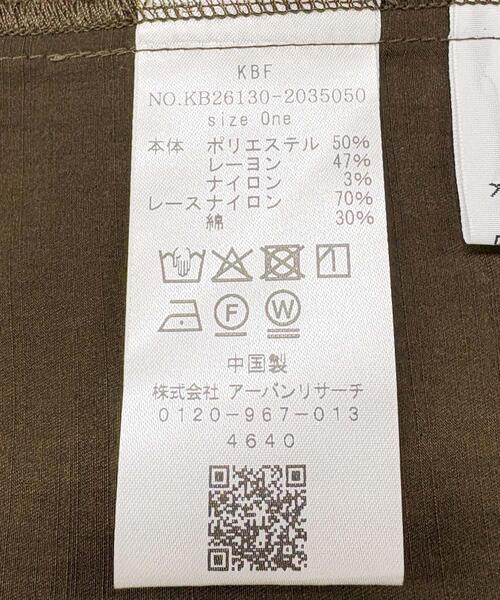 KBF
NO.KB26130-2035050
size One
本体 ポリエステル 50%
レーヨン 47%
ナイロン 3%
レース ナイロン 70%
綿 30%
F W
中国製
株式会社 アーバンリサーチ
0120-967-013
4640